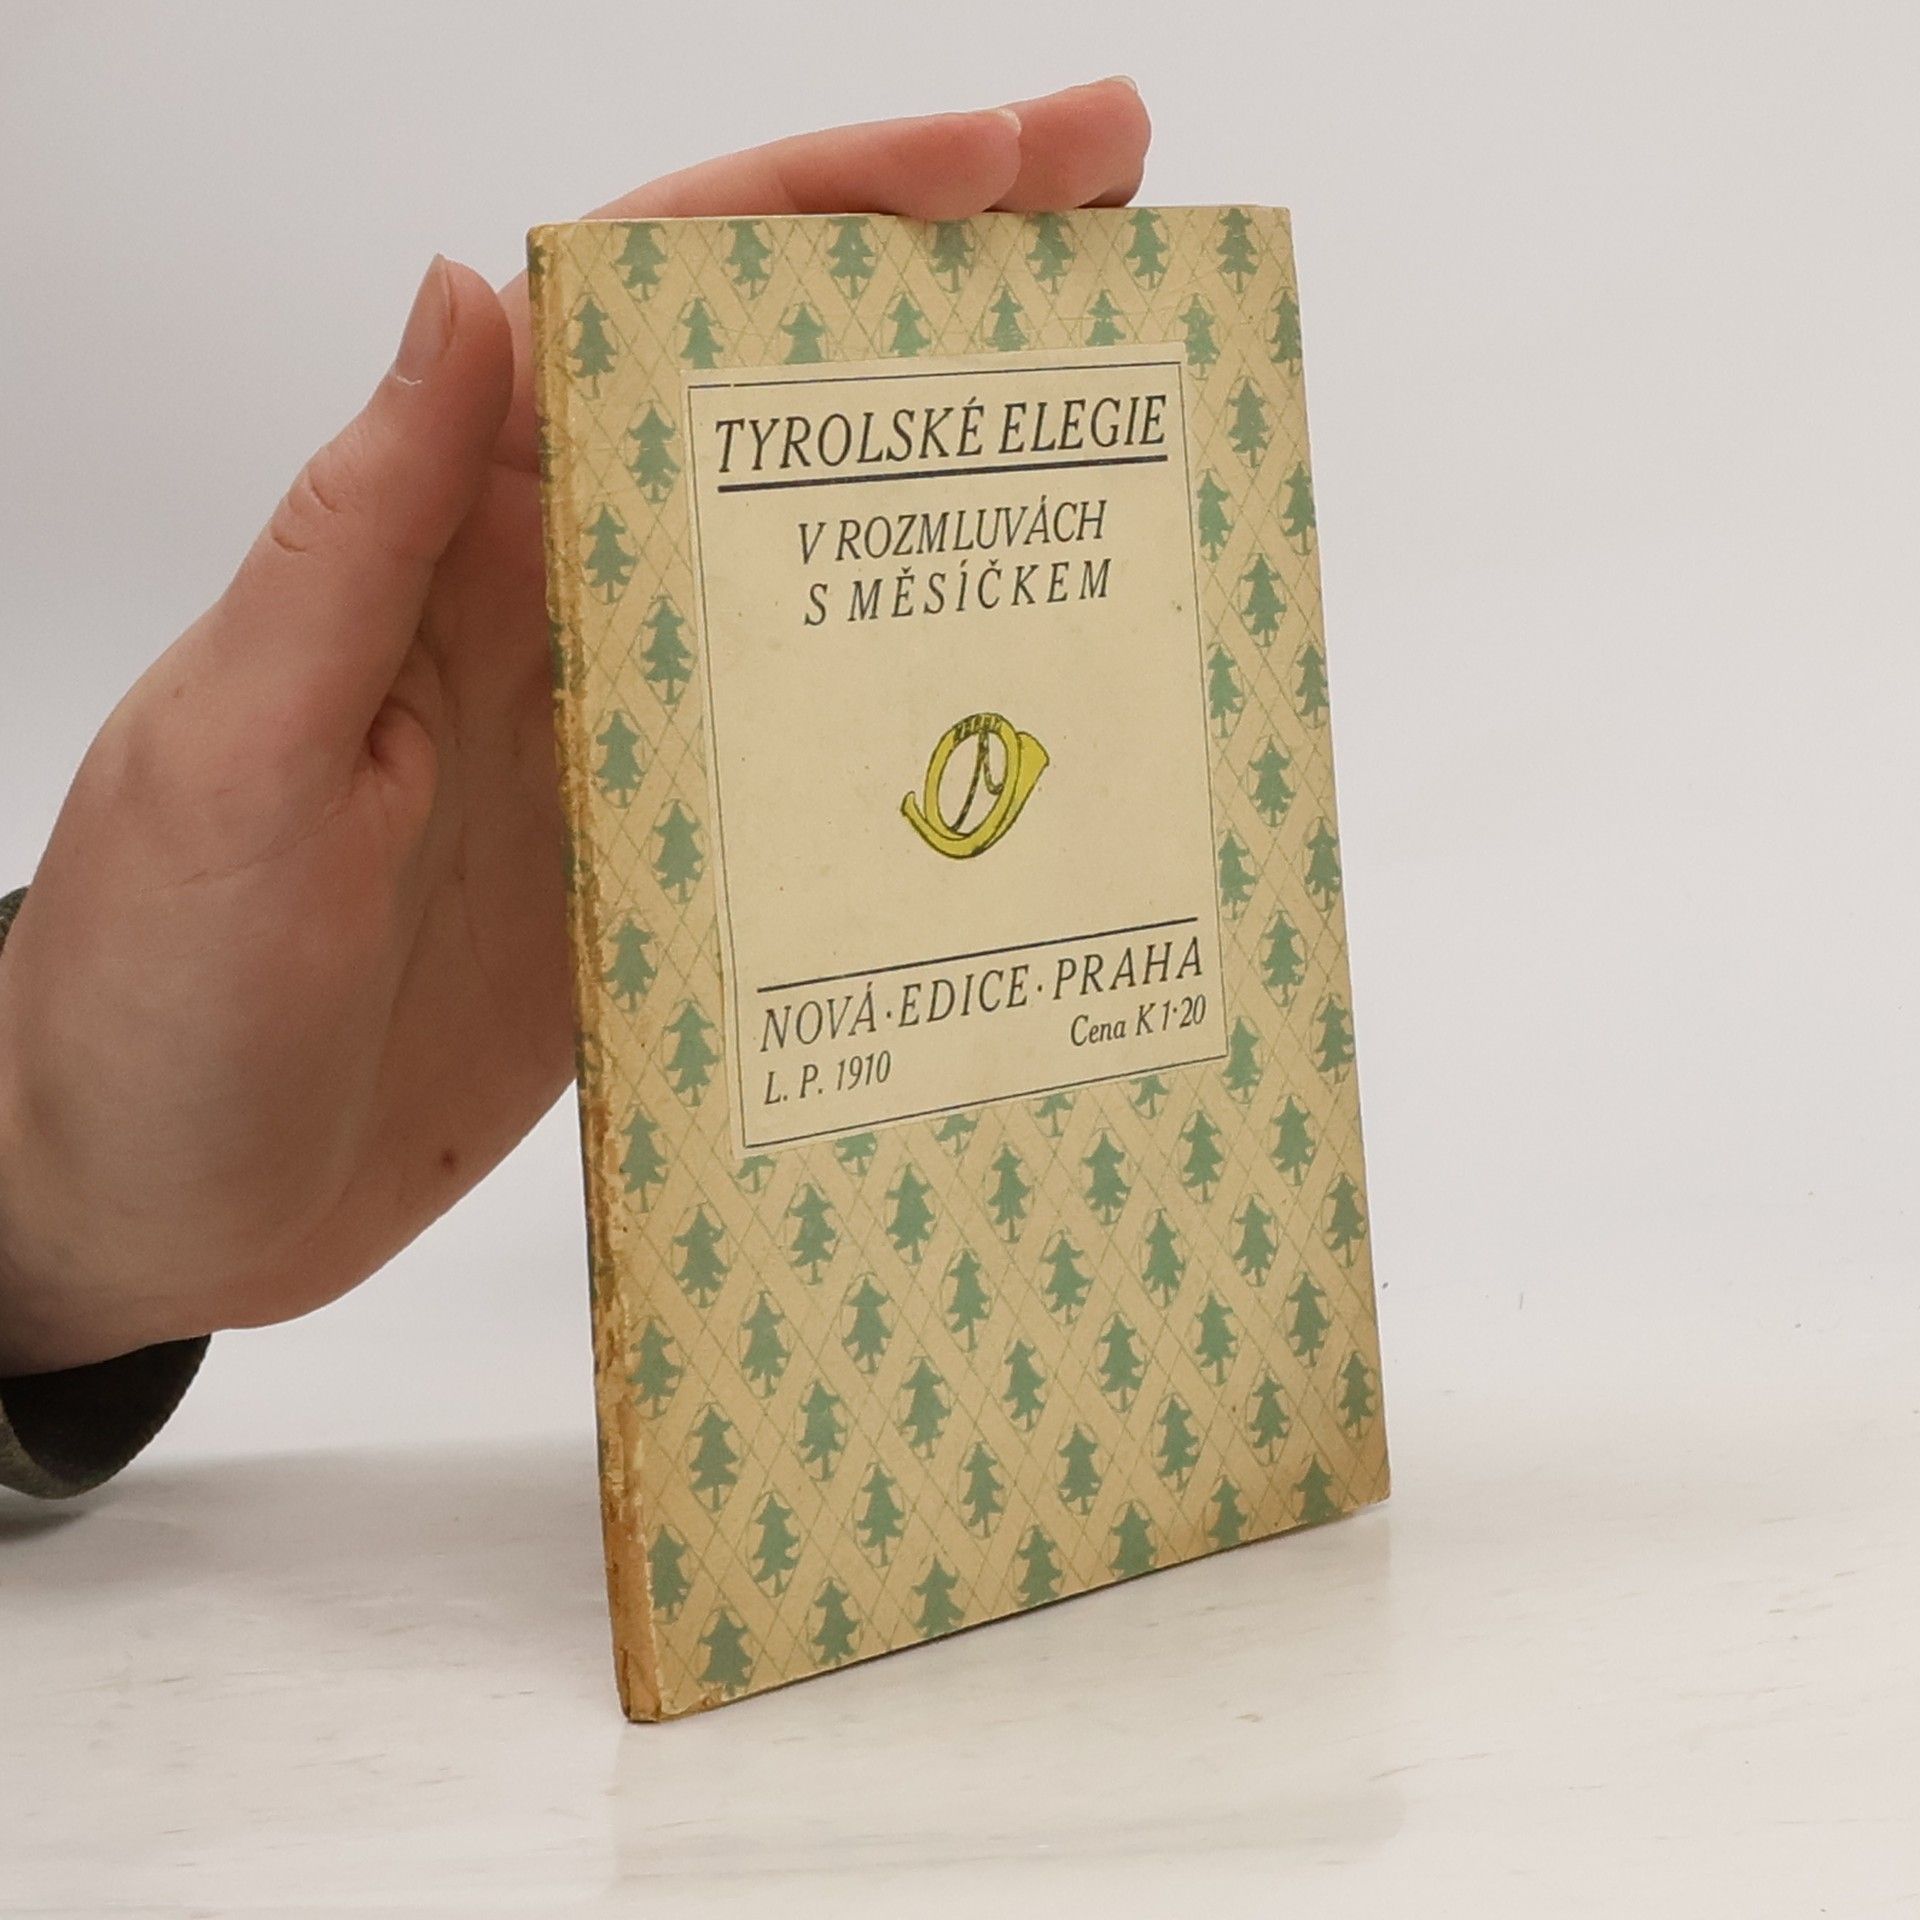 TYROLSKÉ ELEGIE
V ROZMLUVÁCH
S MĚSÍČKEM
NOVÁ·EDICE·PRAHA
L. P. 1910
Cena K 1·20